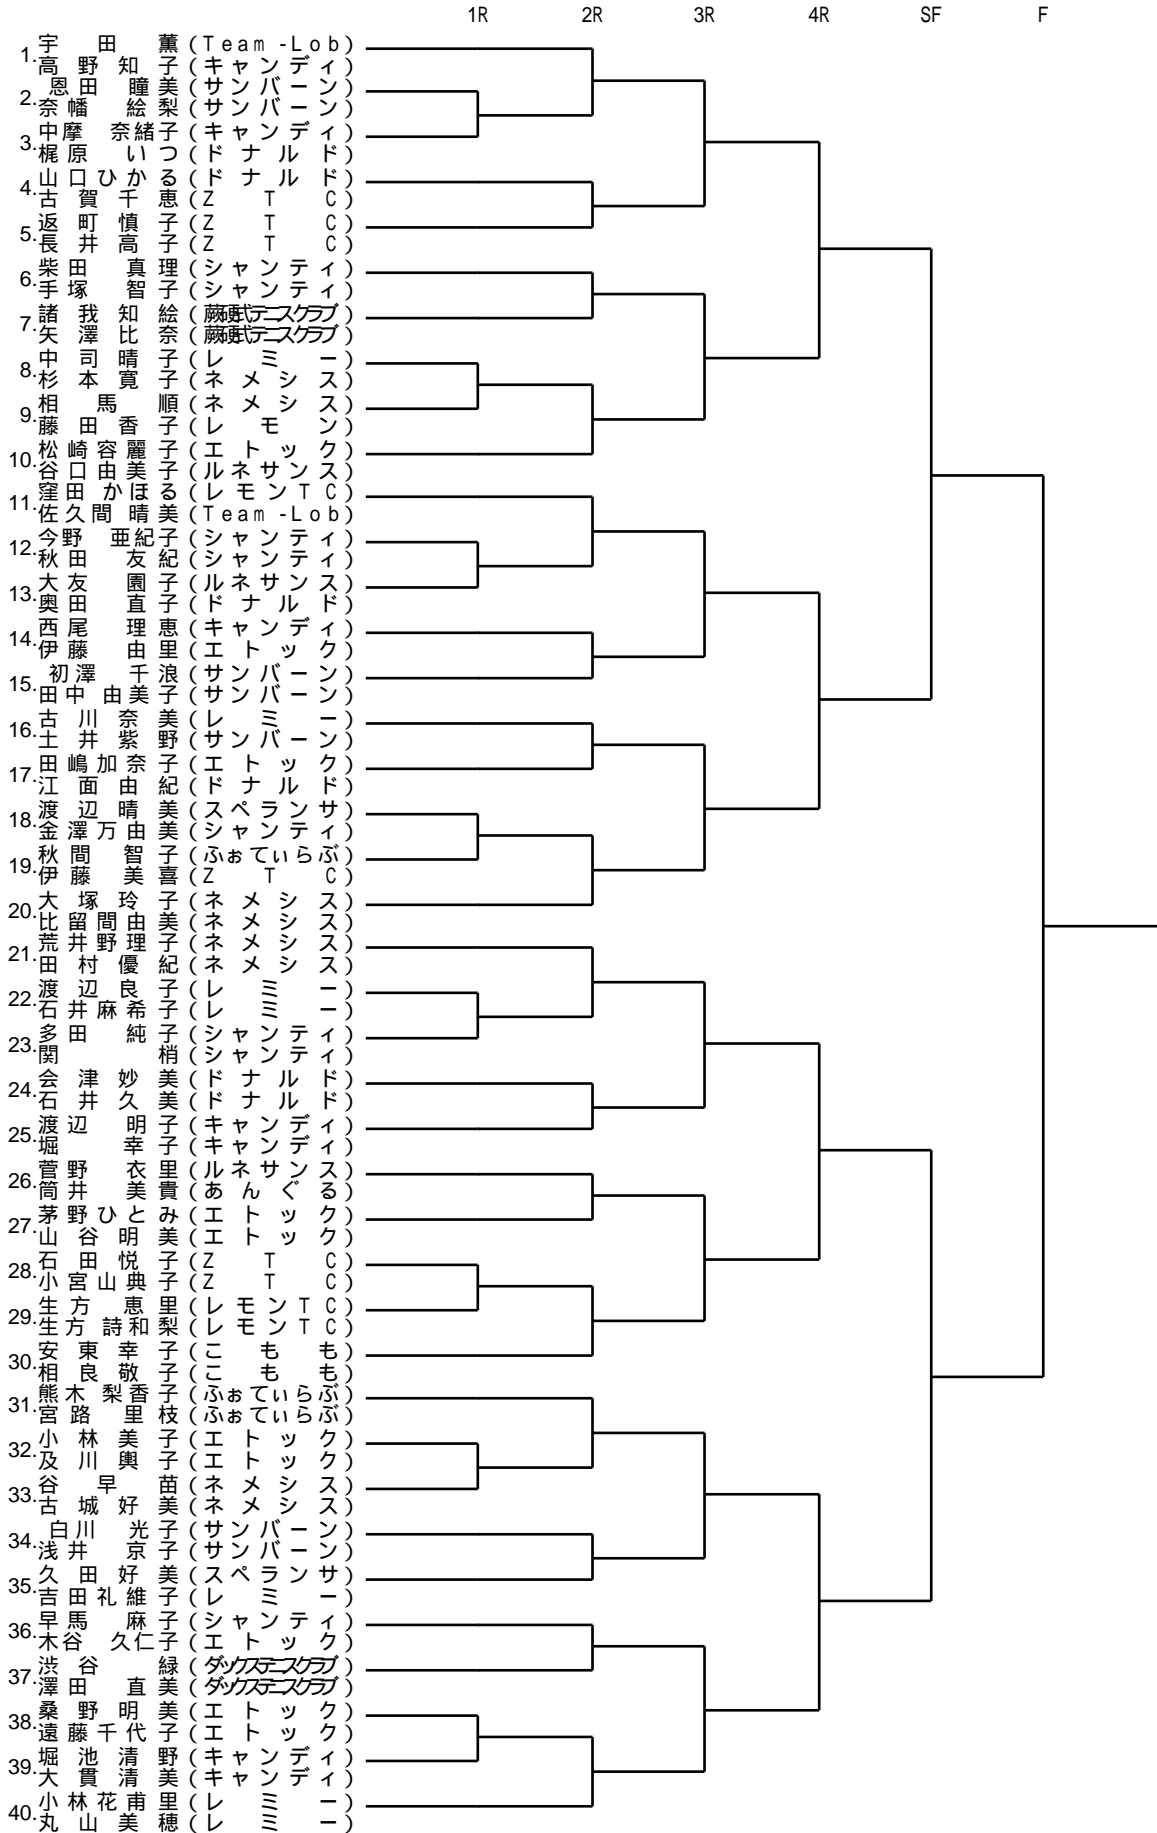 1R 2R 3R 4R SF F
1. 宇田 薫 (Team-Lob)
高野知子 (キャンディ)
2. 恩田 瞳美 (サンバーン)
奈幡 絵梨 (サンバーン)
3. 中摩 奈緒子 (キャンディ)
梶原 いつ (ドナルド)
4. 山口ひかる (ドナルド)
古賀千恵 (ZTC)
5. 返町慎子 (ZTC)
長井高子 (ZTC)
6. 柴田 真理 (シャンティ)
手塚 智子 (シャンティ)
7. 諸我知絵 (蕨硬式テニスクラブ)
矢澤比奈 (蕨硬式テニスクラブ)
8. 中司晴子 (レミー)
杉本寛子 (ネメシス)
9. 相馬 順 (ネメシス)
藤田香子 (レモン)
10. 松崎容麗子 (エトック)
谷口由美子 (ルネサンス)
11. 窪田 かほる (レモンTC)
佐久間 晴美 (Team-Lob)
12. 今野 亜紀子 (シャンティ)
秋田 友紀 (シャンティ)
13. 大友 園子 (ルネサンス)
奥田 直子 (ドナルド)
14. 西尾 理恵 (キャンディ)
伊藤 由里 (エトック)
15. 初澤 千浪 (サンバーン)
田中 由美子 (サンバーン)
16. 古川奈美 (レミー)
土井紫野 (サンバーン)
17. 田嶋加奈子 (エトック)
江面由紀 (ドナルド)
18. 渡辺晴美 (スペランサ)
金澤万由美 (シャンティ)
19. 秋間 智子 (ふぉてぃらぶ)
伊藤 美喜 (ZTC)
20. 大塚玲子 (ネメシス)
比留間由美 (ネメシス)
21. 荒井野理子 (ネメシス)
田村優紀 (ネメシス)
22. 渡辺良子 (レミー)
石井麻希子 (レミー)
23. 多田 純子 (シャンティ)
関 梢 (シャンティ)
24. 会津妙美 (ドナルド)
石井久美 (ドナルド)
25. 渡辺 明子 (キャンディ)
堀 幸子 (キャンディ)
26. 菅野 衣里 (ルネサンス)
筒井 美貴 (あんぐる)
27. 茅野ひとみ (エトック)
山谷明美 (エトック)
28. 石田悦子 (ZTC)
小宮山典子 (ZTC)
29. 生方 恵里 (レモンTC)
生方 詩和梨 (レモンTC)
30. 安東幸子 (こもも)
相良敬子 (こもも)
31. 熊木 梨香子 (ふぉてぃらぶ)
宮路 里枝 (ふぉてぃらぶ)
32. 小林美子 (エトック)
及川輿子 (エトック)
33. 谷早苗 (ネメシス)
古城好美 (ネメシス)
34. 白川 光子 (サンバーン)
浅井 京子 (サンバーン)
35. 久田好美 (スペランサ)
吉田礼維子 (レミー)
36. 早馬 麻子 (シャンティ)
木谷 久仁子 (エトック)
37. 渋谷 緑 (ダックステニスクラブ)
澤田 直美 (ダックステニスクラブ)
38. 桑野明美 (エトック)
遠藤千代子 (エトック)
39. 堀池清野 (キャンディ)
大貫清美 (キャンディ)
40. 小林花甫里 (レミー)
丸山美穂 (レミー)